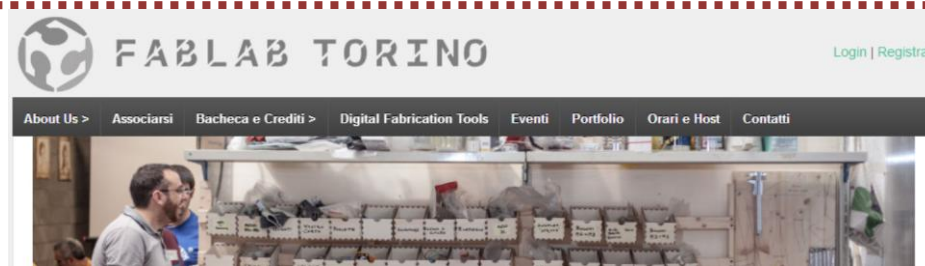 FABLAB TORINO
Login | Registra
About Us > Associarsi Bacheca e Crediti > Digital Fabrication Tools Eventi Portfolio Orari e Host Contatti